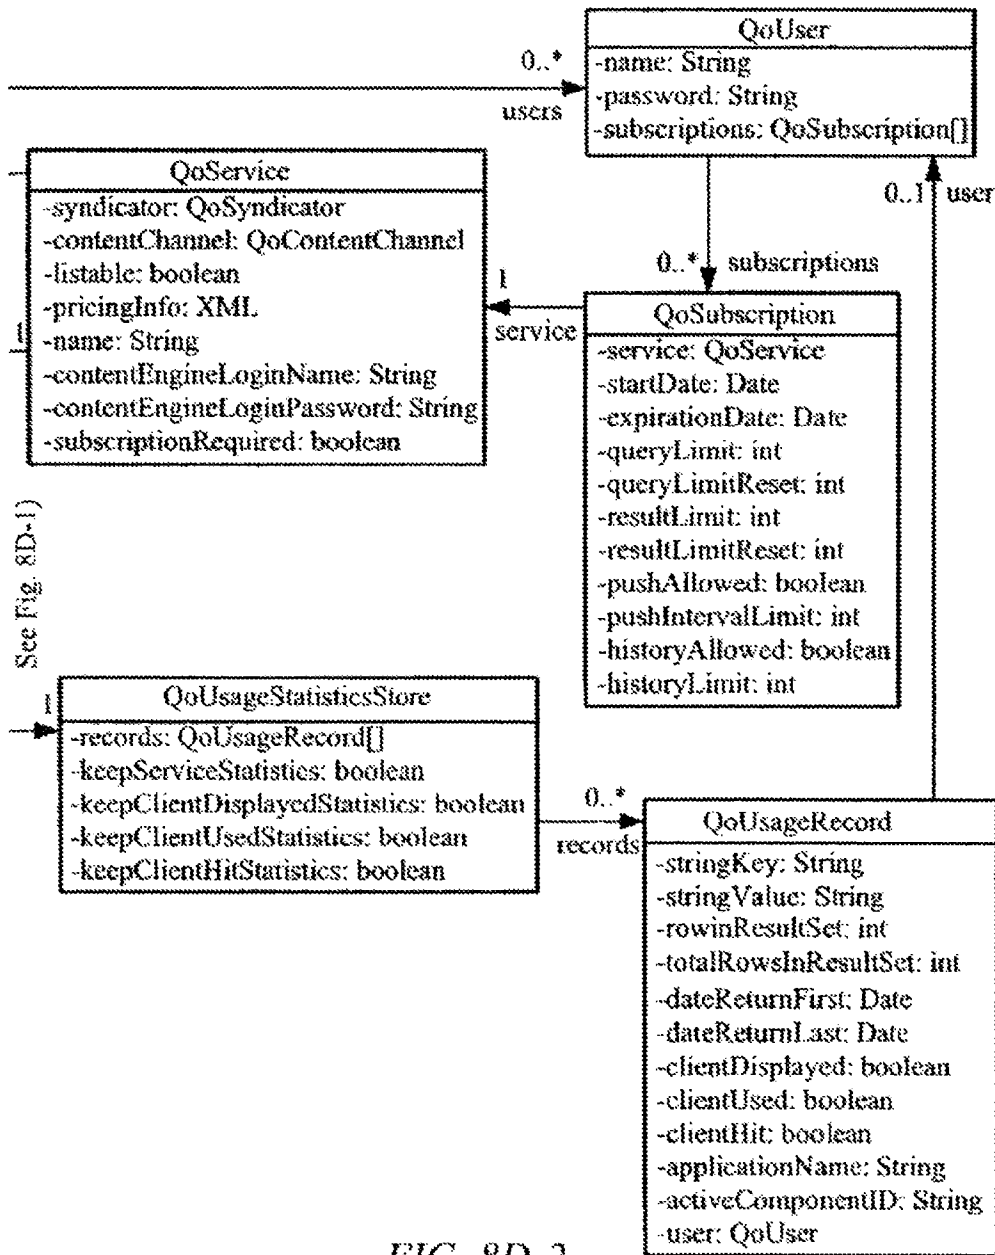 QoUser
-name: String
-password: String
-subscriptions: QoSubscription[]
0..*
users
QoService
-syndicator: QoSyndicator
-contentChannel: QoContentChannel
-listable: boolean
-pricingInfo: XML
-name: String
-contentEngineLoginName: String
-contentEngineLoginPassword: String
-subscriptionRequired: boolean
1
0..1 user
0..* subscriptions
1
service
QoSubscription
-service: QoService
-startDate: Date
-expirationDate: Date
-queryLimit: int
-queryLimitReset: int
-resultLimit: int
-resultLimitReset: int
-pushAllowed: boolean
-pushIntervalLimit: int
-historyAllowed: boolean
-historyLimit: int
See Fig. 8D-1)
1
QoUsageStatisticsStore
-records: QoUsageRecord[]
-keepServiceStatistics: boolean
-keepClientDisplayedStatistics: boolean
-keepClientUsedStatistics: boolean
-keepClientHitStatistics: boolean
0..*
records
QoUsageRecord
-stringKey: String
-stringValue: String
-rowinResultSet: int
-totalRowsInResultSet: int
-dateReturnFirst: Date
-dateReturnLast: Date
-clientDisplayed: boolean
-clientUsed: boolean
-clientHit: boolean
-applicationName: String
-activeComponentID: String
-user: QoUser
FIG. 8D-2